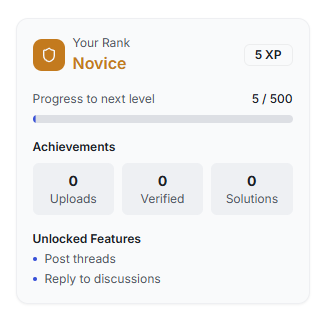 Your Rank
Novice
5 XP
Progress to next level
5 / 500
Achievements
0
Uploads
0
Verified
0
Solutions
Unlocked Features
Post threads
Reply to discussions